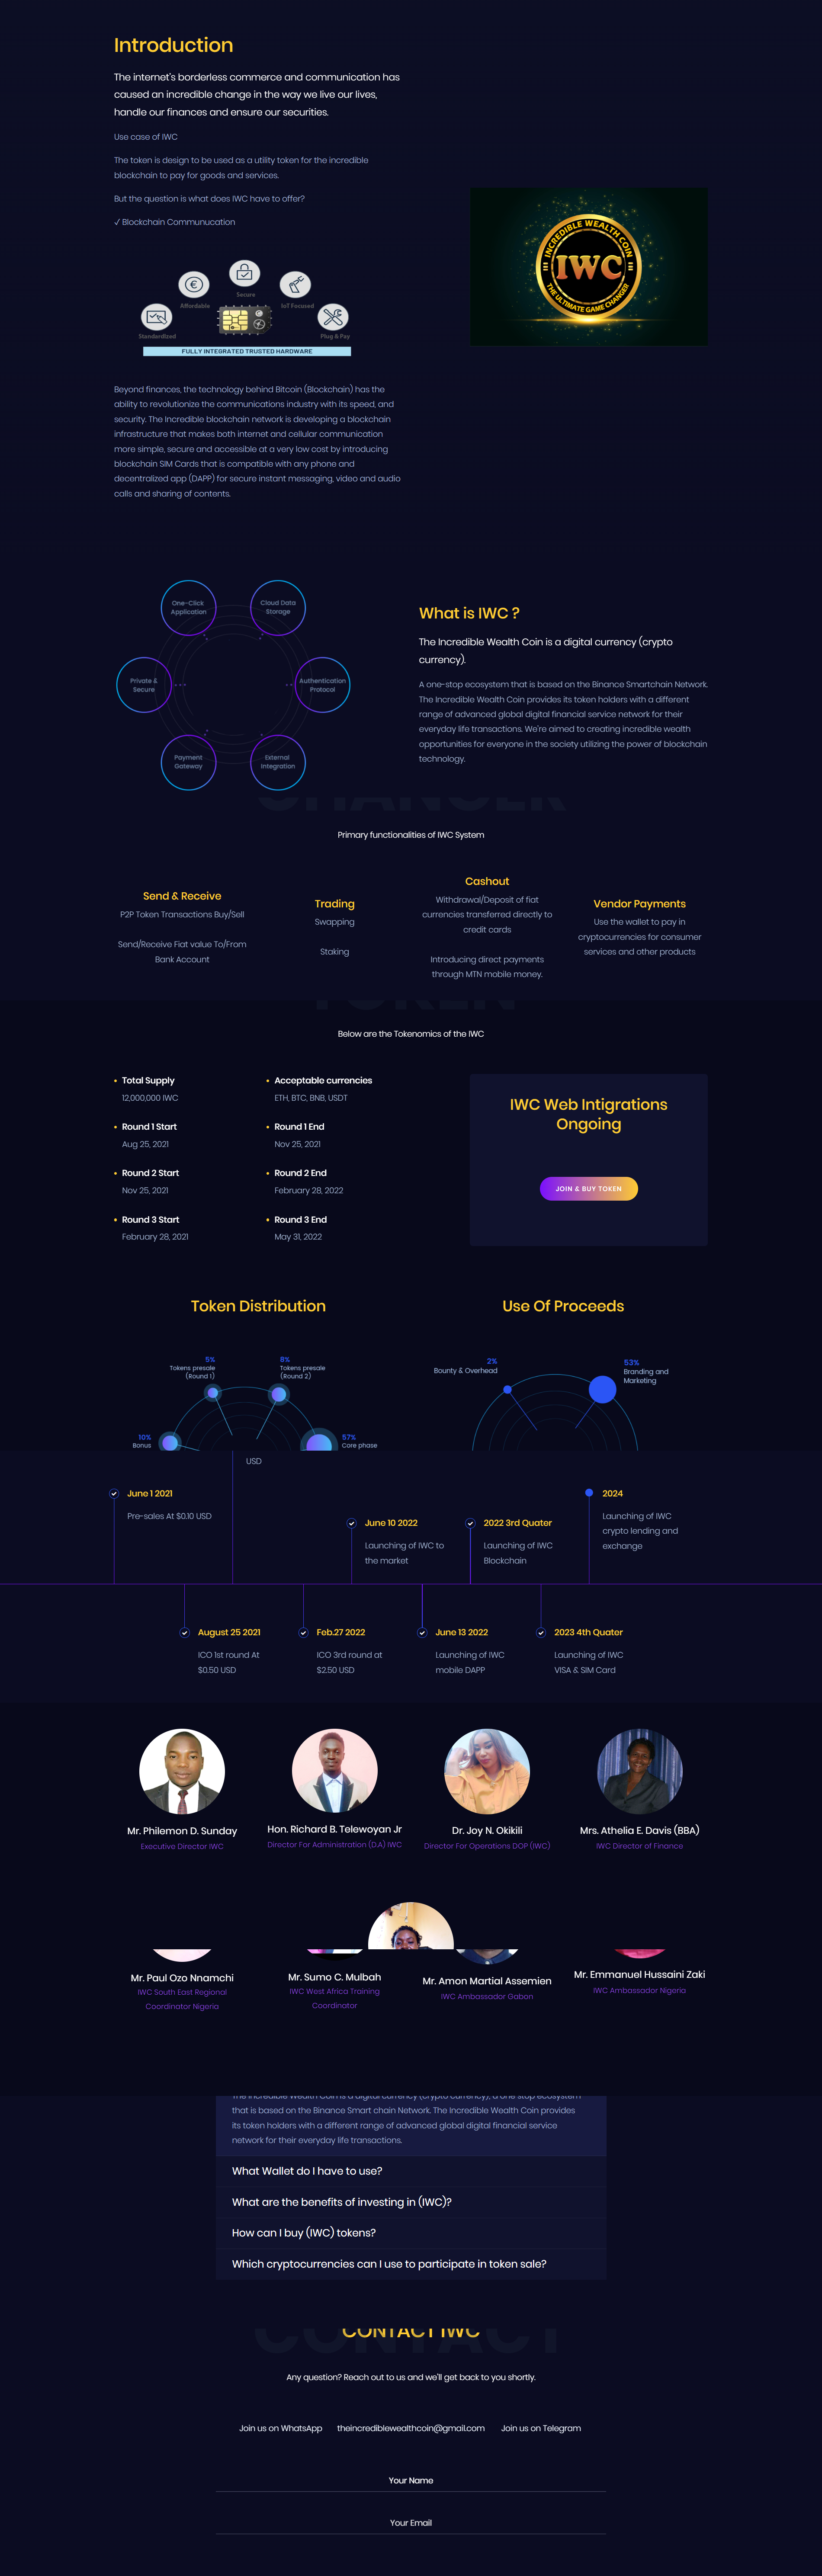 Introduction
The internet's borderless commerce and communication has
caused an incredible change in the way we live our lives,
handle our finances and ensure our securities.
Use case of IWC
The token is design to be used as a utility token for the incredible
blockchain to pay for goods and services.
But the question is what does IWC have to offer?
✓ Blockchain Communucation
INCREDIBLE WEALTH COIN
IWC
THE ULTIMATE GAME CHANGER
Secure
Affordable
IoT Focused
Standardized
Plug & Pay
FULLY INTEGRATED TRUSTED HARDWARE
Beyond finances, the technology behind Bitcoin (Blockchain) has the
ability to revolutionize the communications industry with its speed, and
security. The Incredible blockchain network is developing a blockchain
infrastructure that makes both internet and cellular communication
more simple, secure and accessible at a very low cost by introducing
blockchain SIM Cards that is compatible with any phone and
decentralized app (DAPP) for secure instant messaging, video and audio
calls and sharing of contents.
One-Click
Application
Cloud Data
Storage
Private &
Secure
Authentication
Protocol
Payment
Gateway
External
Integration
What is IWC ?
The Incredible Wealth Coin is a digital currency (crypto
currency).
A one-stop ecosystem that is based on the Binance Smartchain Network.
The Incredible Wealth Coin provides its token holders with a different
range of advanced global digital financial service network for their
everyday life transactions. We're aimed to creating incredible wealth
opportunities for everyone in the society utilizing the power of blockchain
technology.
CHANGER
Primary functionalities of IWC System
Send & Receive
P2P Token Transactions Buy/Sell
Send/Receive Fiat value To/From
Bank Account
Trading
Swapping
Staking
Cashout
Withdrawal/Deposit of fiat
currencies transferred directly to
credit cards
Introducing direct payments
through MTN mobile money.
Vendor Payments
Use the wallet to pay in
cryptocurrencies for consumer
services and other products
TOKEN
Below are the Tokenomics of the IWC
Total Supply
12,000,000 IWC
Acceptable currencies
ETH, BTC, BNB, USDT
Round 1 Start
Aug 25, 2021
Round 1 End
Nov 25, 2021
Round 2 Start
Nov 25, 2021
Round 2 End
February 28, 2022
Round 3 Start
February 28, 2021
Round 3 End
May 31, 2022
IWC Web Intigrations
Ongoing
JOIN & BUY TOKEN
Token Distribution
5%
Tokens presale
(Round 1)
8%
Tokens presale
(Round 2)
10%
Bonus
57%
Core phase
Use Of Proceeds
2%
Bounty & Overhead
53%
Branding and
Marketing
USD
June 1 2021
Pre-sales At $0.10 USD
June 10 2022
Launching of IWC to
the market
2022 3rd Quater
Launching of IWC
Blockchain
2024
Launching of IWC
crypto lending and
exchange
August 25 2021
ICO 1st round At
$0.50 USD
Feb.27 2022
ICO 3rd round at
$2.50 USD
June 13 2022
Launching of IWC
mobile DAPP
2023 4th Quater
Launching of IWC
VISA & SIM Card
Mr. Philemon D. Sunday
Executive Director IWC
Hon. Richard B. Telewoyan Jr
Director For Administration (D.A) IWC
Dr. Joy N. Okikili
Director For Operations DOP (IWC)
Mrs. Athelia E. Davis (BBA)
IWC Director of Finance
Mr. Paul Ozo Nnamchi
IWC South East Regional
Coordinator Nigeria
Mr. Sumo C. Mulbah
IWC West Africa Training
Coordinator
Mr. Amon Martial Assemien
IWC Ambassador Gabon
Mr. Emmanuel Hussaini Zaki
IWC Ambassador Nigeria
The Incredible Wealth Coin is a digital currency (crypto currency), a one stop ecosystem
that is based on the Binance Smart chain Network. The Incredible Wealth Coin provides
its token holders with a different range of advanced global digital financial service
network for their everyday life transactions.
What Wallet do I have to use?
What are the benefits of investing in (IWC)?
How can I buy (IWC) tokens?
Which cryptocurrencies can I use to participate in token sale?
CONTACT
CONTACT IWC
Any question? Reach out to us and we'll get back to you shortly.
Join us on WhatsApp
theincrediblewealthcoin@gmail.com
Join us on Telegram
Your Name
Your Email